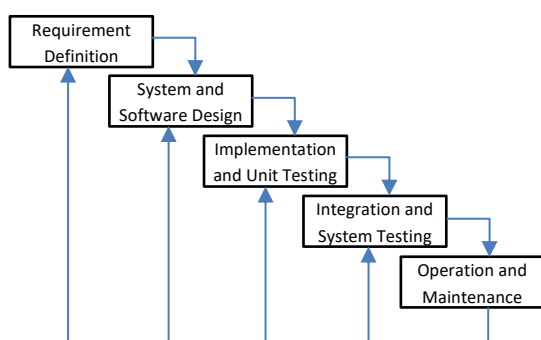 Requirement
Definition
System and
Software Design
Implementation
and Unit Testing
Integration and
System Testing
Operation and
Maintenance